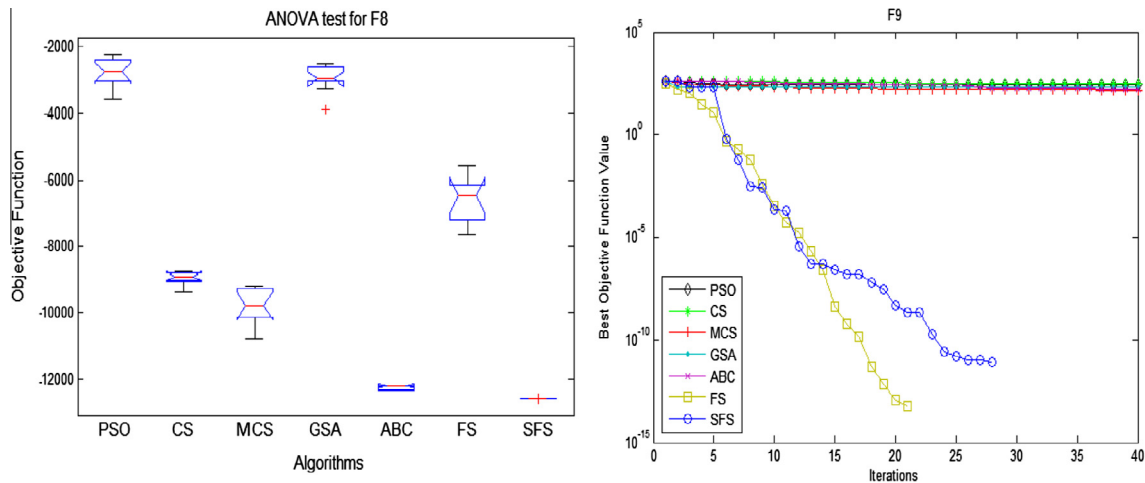 ANOVA test for F8
Objective Function
-2000
-4000
-6000
-8000
-10000
-12000
PSO CS MCS GSA ABC FS SFS
Algorithms
F9
Best Objective Function Value
10^5
10^0
10^-5
10^-10
10^-15
PSO
CS
MCS
GSA
ABC
FS
SFS
0 5 10 15 20 25 30 35 40
Iterations